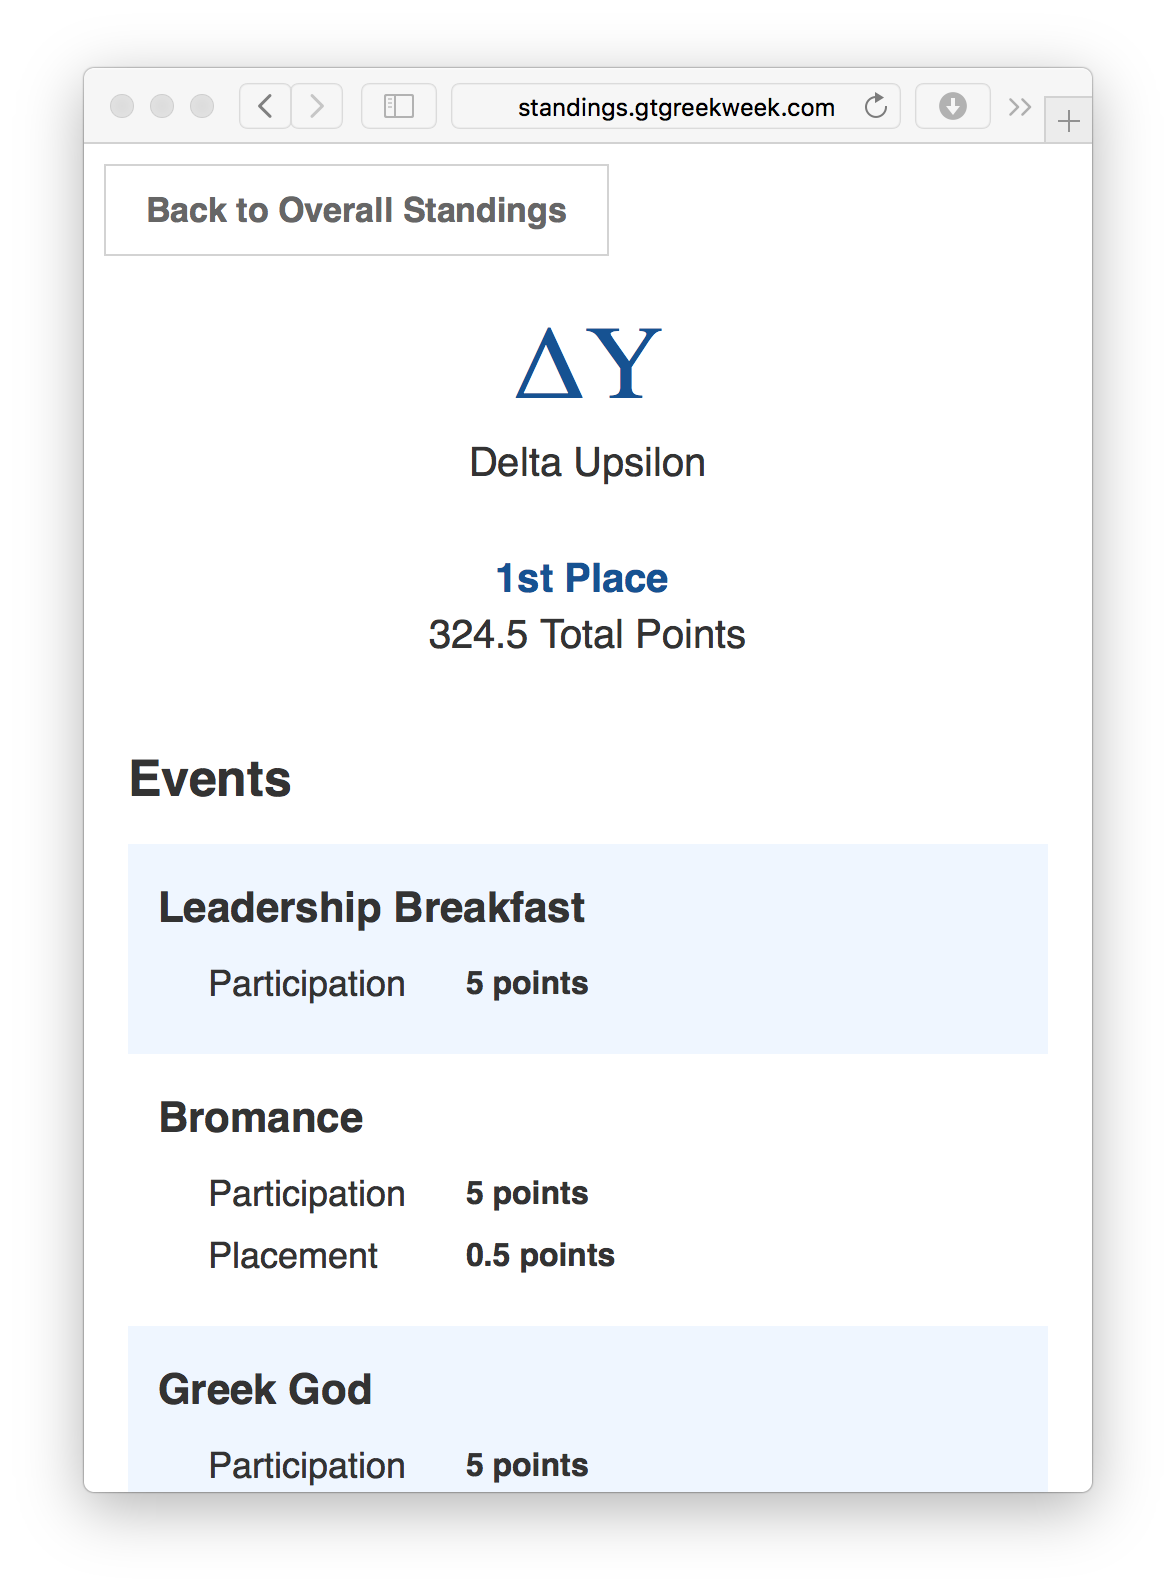 standings.gtgreekweek.com
Back to Overall Standings
ΔΥ
Delta Upsilon
1st Place
324.5 Total Points
Events
Leadership Breakfast
Participation 5 points
Bromance
Participation 5 points
Placement 0.5 points
Greek God
Participation 5 points